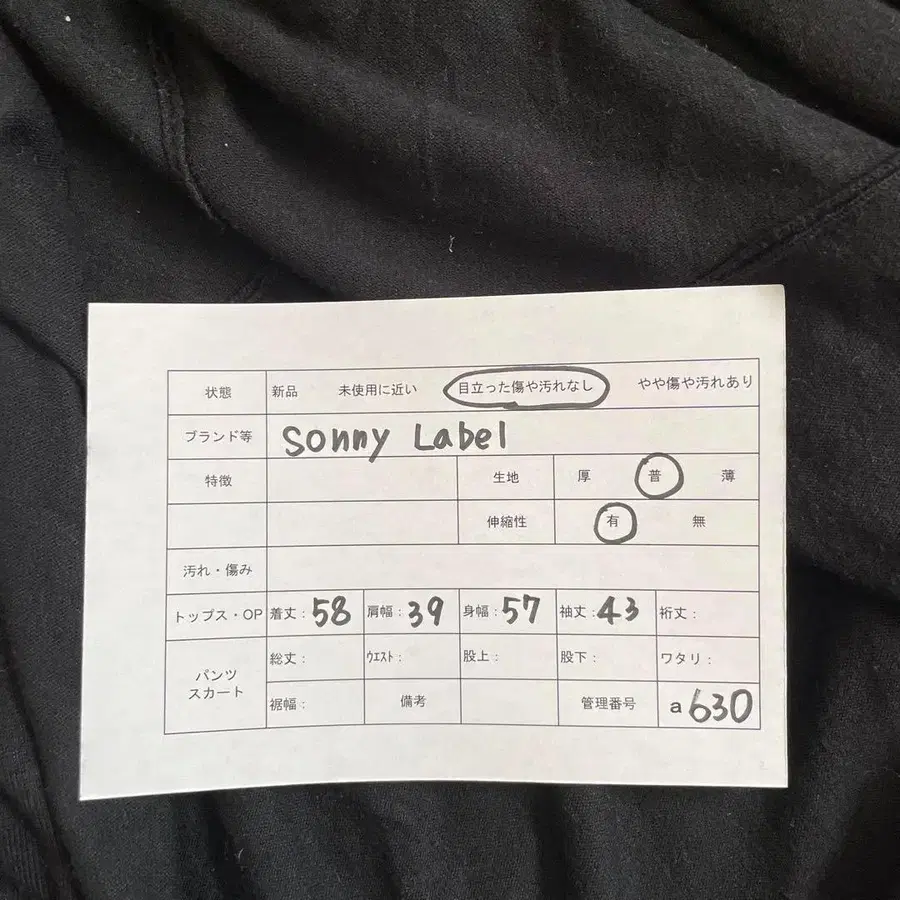 状態 新品 未使用に近い 目立った傷や汚れなし やや傷や汚れあり
ブランド等 Sonny Label
特徴 生地 厚 普 薄
伸縮性 有 無
汚れ・傷み
トップス・OP 着丈:58 肩幅:39 身幅:57 袖丈:43 裄丈:
パンツ
スカート
総丈: ウエスト: 股上: 股下: ワタリ:
裾幅: 備考 管理番号 a630